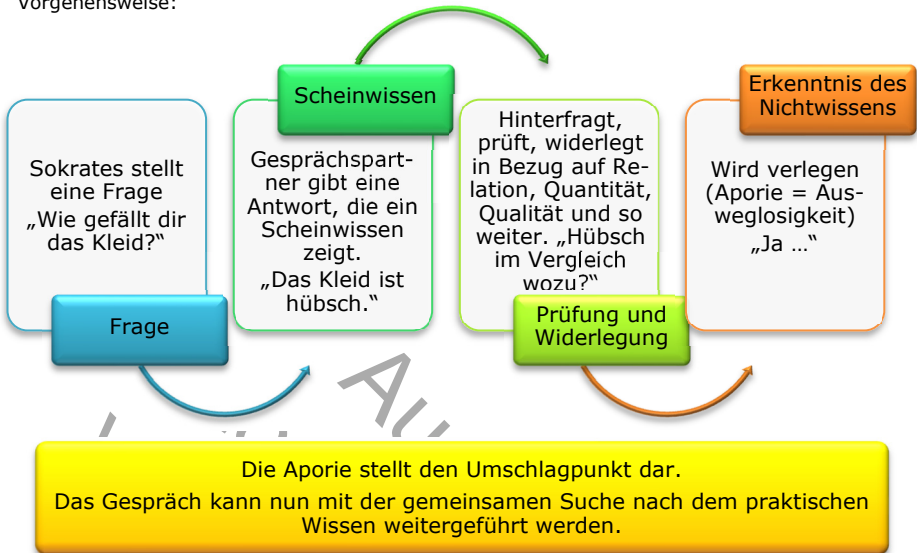 Vorgehensweise:
Sokrates stellt
eine Frage
„Wie gefällt dir
das Kleid?“
Frage
Scheinwissen
Gesprächspart-
ner gibt eine
Antwort, die ein
Scheinwissen
zeigt.
„Das Kleid ist
hübsch.“
Hinterfragt,
prüft, widerlegt
in Bezug auf Re-
lation, Quantität,
Qualität und so
weiter. „Hübsch
im Vergleich
wozu?“
Prüfung und
Widerlegung
Erkenntnis des
Nichtwissens
Wird verlegen
(Aporie = Aus-
weglosigkeit)
„Ja …“
Die Aporie stellt den Umschlagpunkt dar.
Das Gespräch kann nun mit der gemeinsamen Suche nach dem praktischen
Wissen weitergeführt werden.